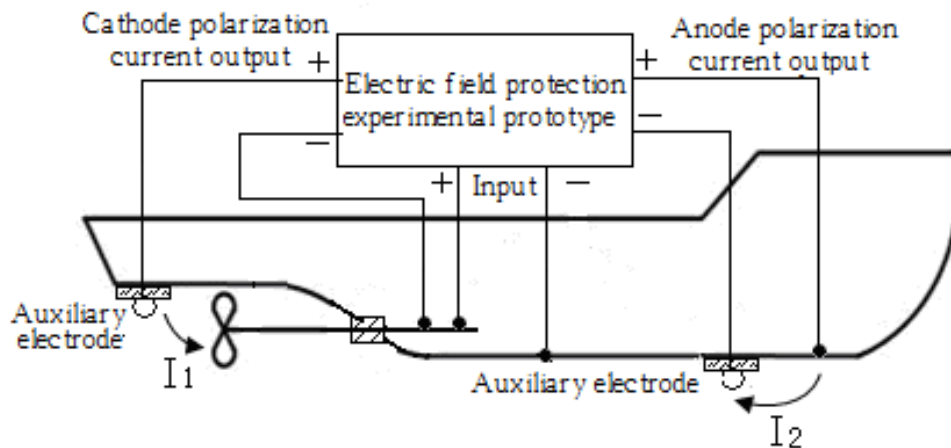 Cathode polarization
current output
Anode polarization
current output
+
+
Electric field protection
experimental prototype
−
−
+ Input −
Auxiliary
electrode
I1
Auxiliary electrode
I2